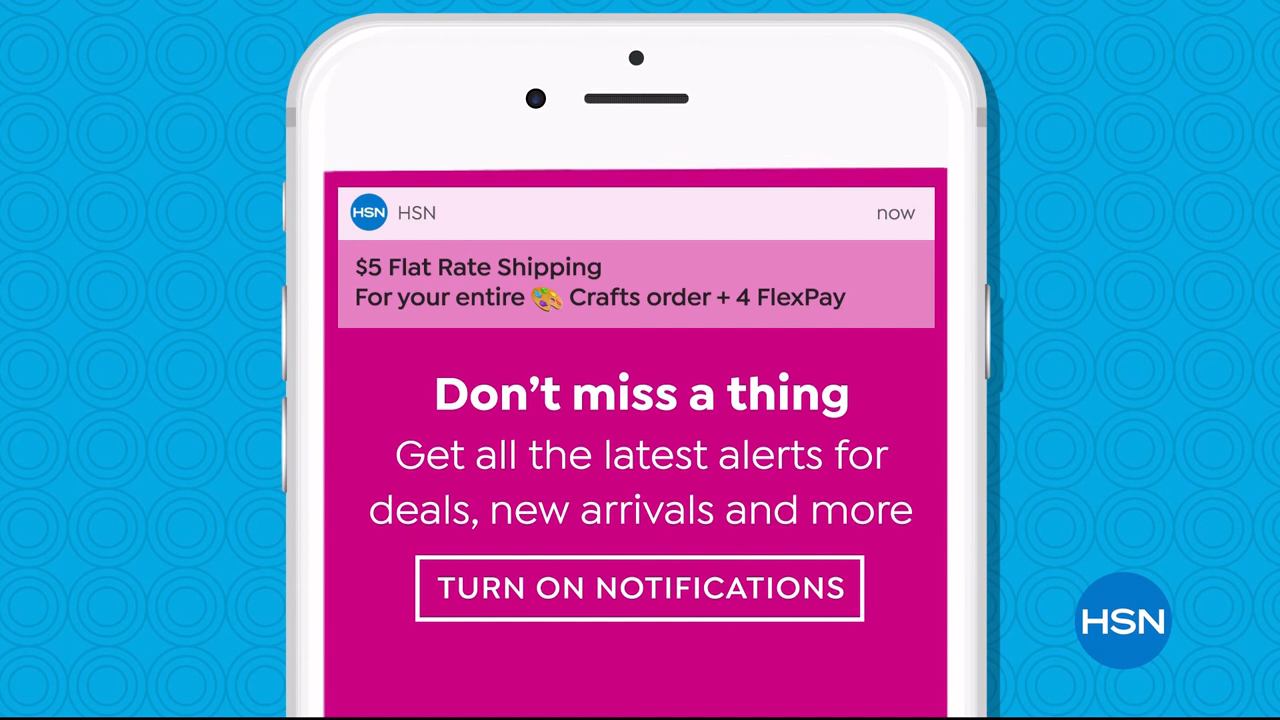 HSN HSN now
$5 Flat Rate Shipping
For your entire 🎨 Crafts order + 4 FlexPay
Don't miss a thing
Get all the latest alerts for
deals, new arrivals and more
TURN ON NOTIFICATIONS
HSN